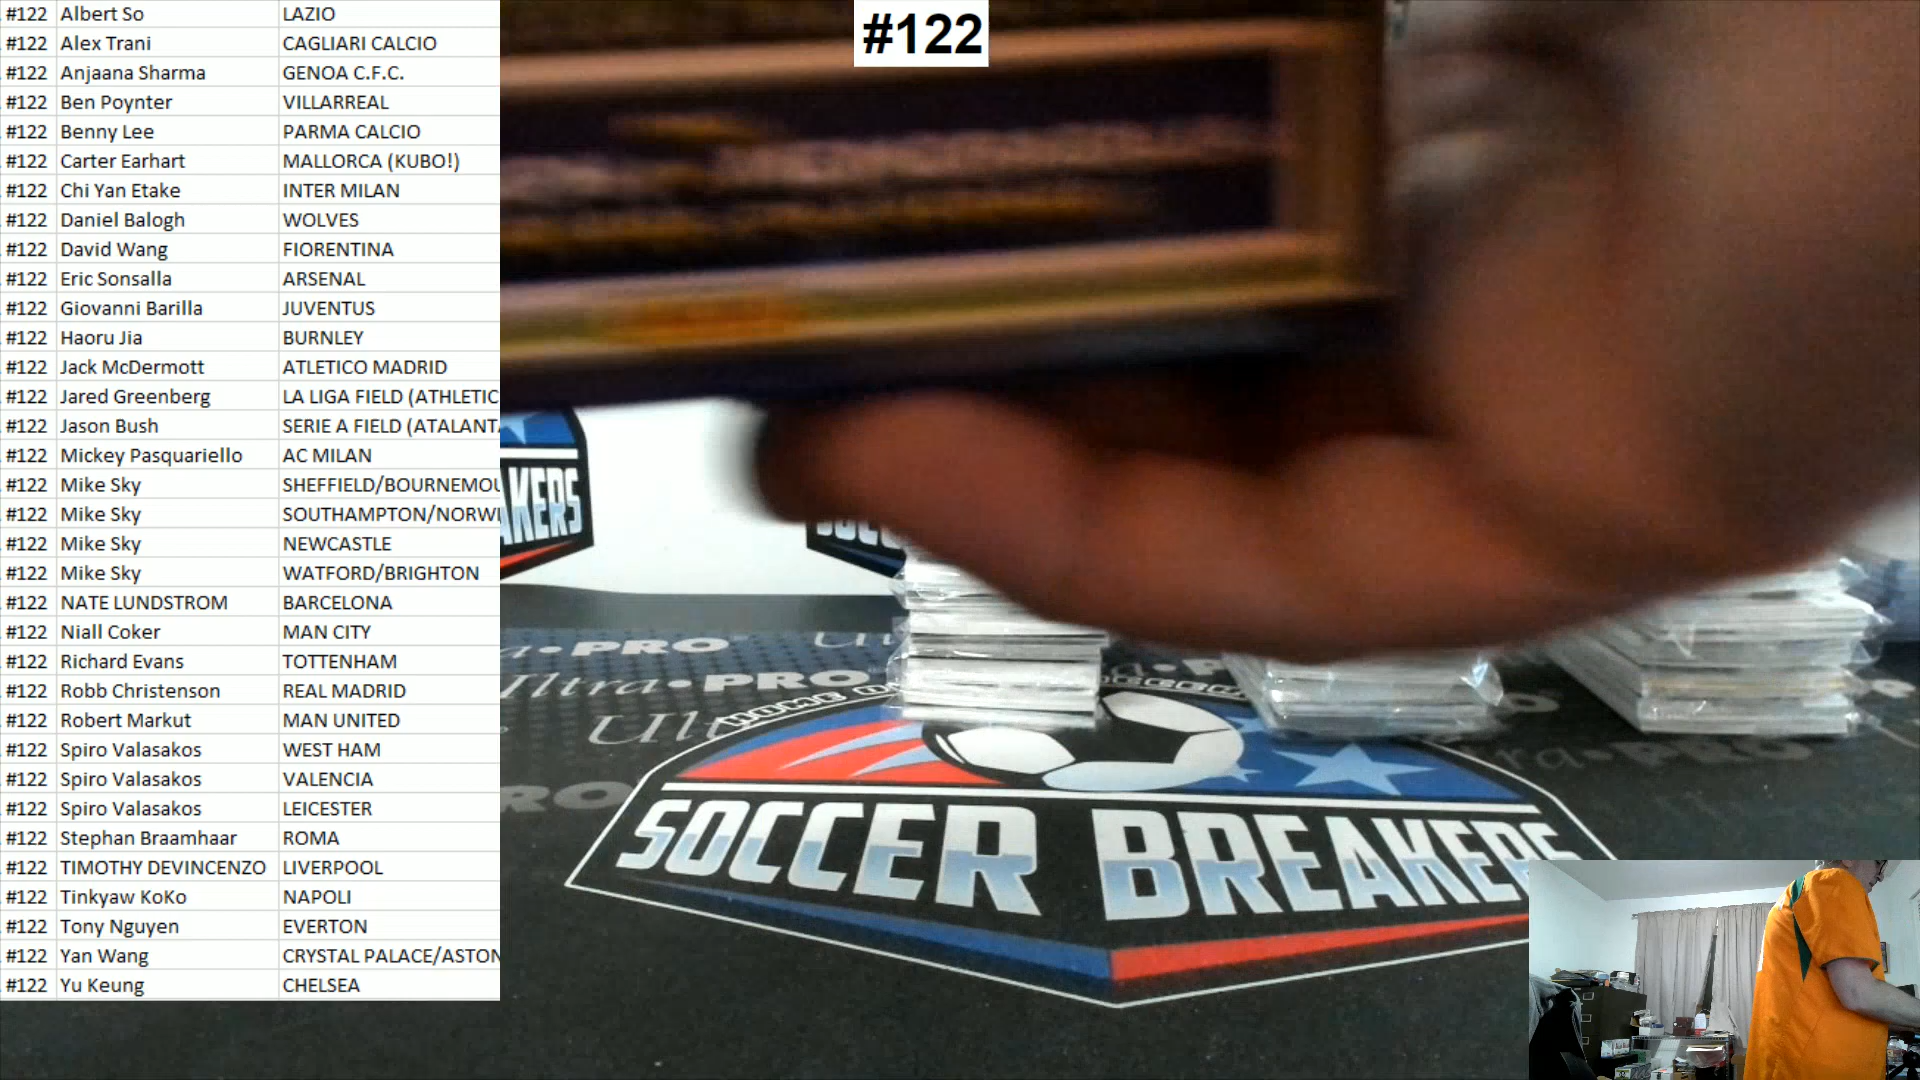 #122
#122 Albert So LAZIO
#122 Alex Trani CAGLIARI CALCIO
#122 Anjaana Sharma GENOA C.F.C.
#122 Ben Poynter VILLARREAL
#122 Benny Lee PARMA CALCIO
#122 Carter Earhart MALLORCA (KUBO!)
#122 Chi Yan Etake INTER MILAN
#122 Daniel Balogh WOLVES
#122 David Wang FIORENTINA
#122 Eric Sonsalla ARSENAL
#122 Giovanni Barilla JUVENTUS
#122 Haoru Jia BURNLEY
#122 Jack McDermott ATLETICO MADRID
#122 Jared Greenberg LA LIGA FIELD (ATHLETIC
#122 Jason Bush SERIE A FIELD (ATALANTA
#122 Mickey Pasquariello AC MILAN
#122 Mike Sky SHEFFIELD/BOURNEMOU
#122 Mike Sky SOUTHAMPTON/NORWI
#122 Mike Sky NEWCASTLE
#122 Mike Sky WATFORD/BRIGHTON
#122 NATE LUNDSTROM BARCELONA
#122 Niall Coker MAN CITY
#122 Richard Evans TOTTENHAM
#122 Robb Christenson REAL MADRID
#122 Robert Markut MAN UNITED
#122 Spiro Valasakos WEST HAM
#122 Spiro Valasakos VALENCIA
#122 Spiro Valasakos LEICESTER
#122 Stephan Braamhaar ROMA
#122 TIMOTHY DEVINCENZO LIVERPOOL
#122 Tinkyaw KoKo NAPOLI
#122 Tony Nguyen EVERTON
#122 Yan Wang CRYSTAL PALACE/ASTON
#122 Yu Keung CHELSEA
AKERS
PRO
Ultra PRO
SOCCER BREAKERS